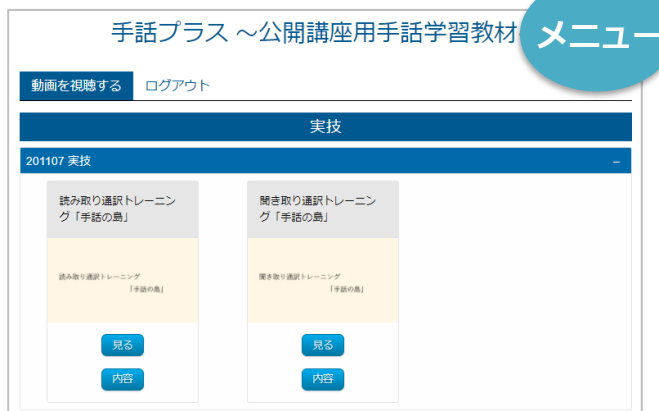 手話プラス ～公開講座用手話学習教材
メニュー
動画を視聴する ログアウト
実技
201107 実技 －
読み取り通訳トレーニン
グ「手話の島」
聞き取り通訳トレーニン
グ「手話の島」
読み取り通訳トレーニング
「手話の島」
聞き取り通訳トレーニング
「手話の島」
見る
見る
内容
内容